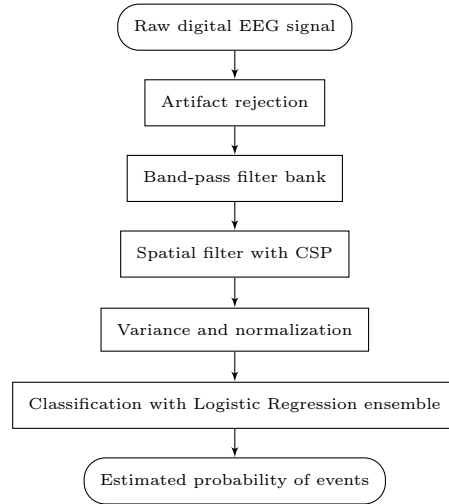 Raw digital EEG signal
Artifact rejection
Band-pass filter bank
Spatial filter with CSP
Variance and normalization
Classification with Logistic Regression ensemble
Estimated probability of events